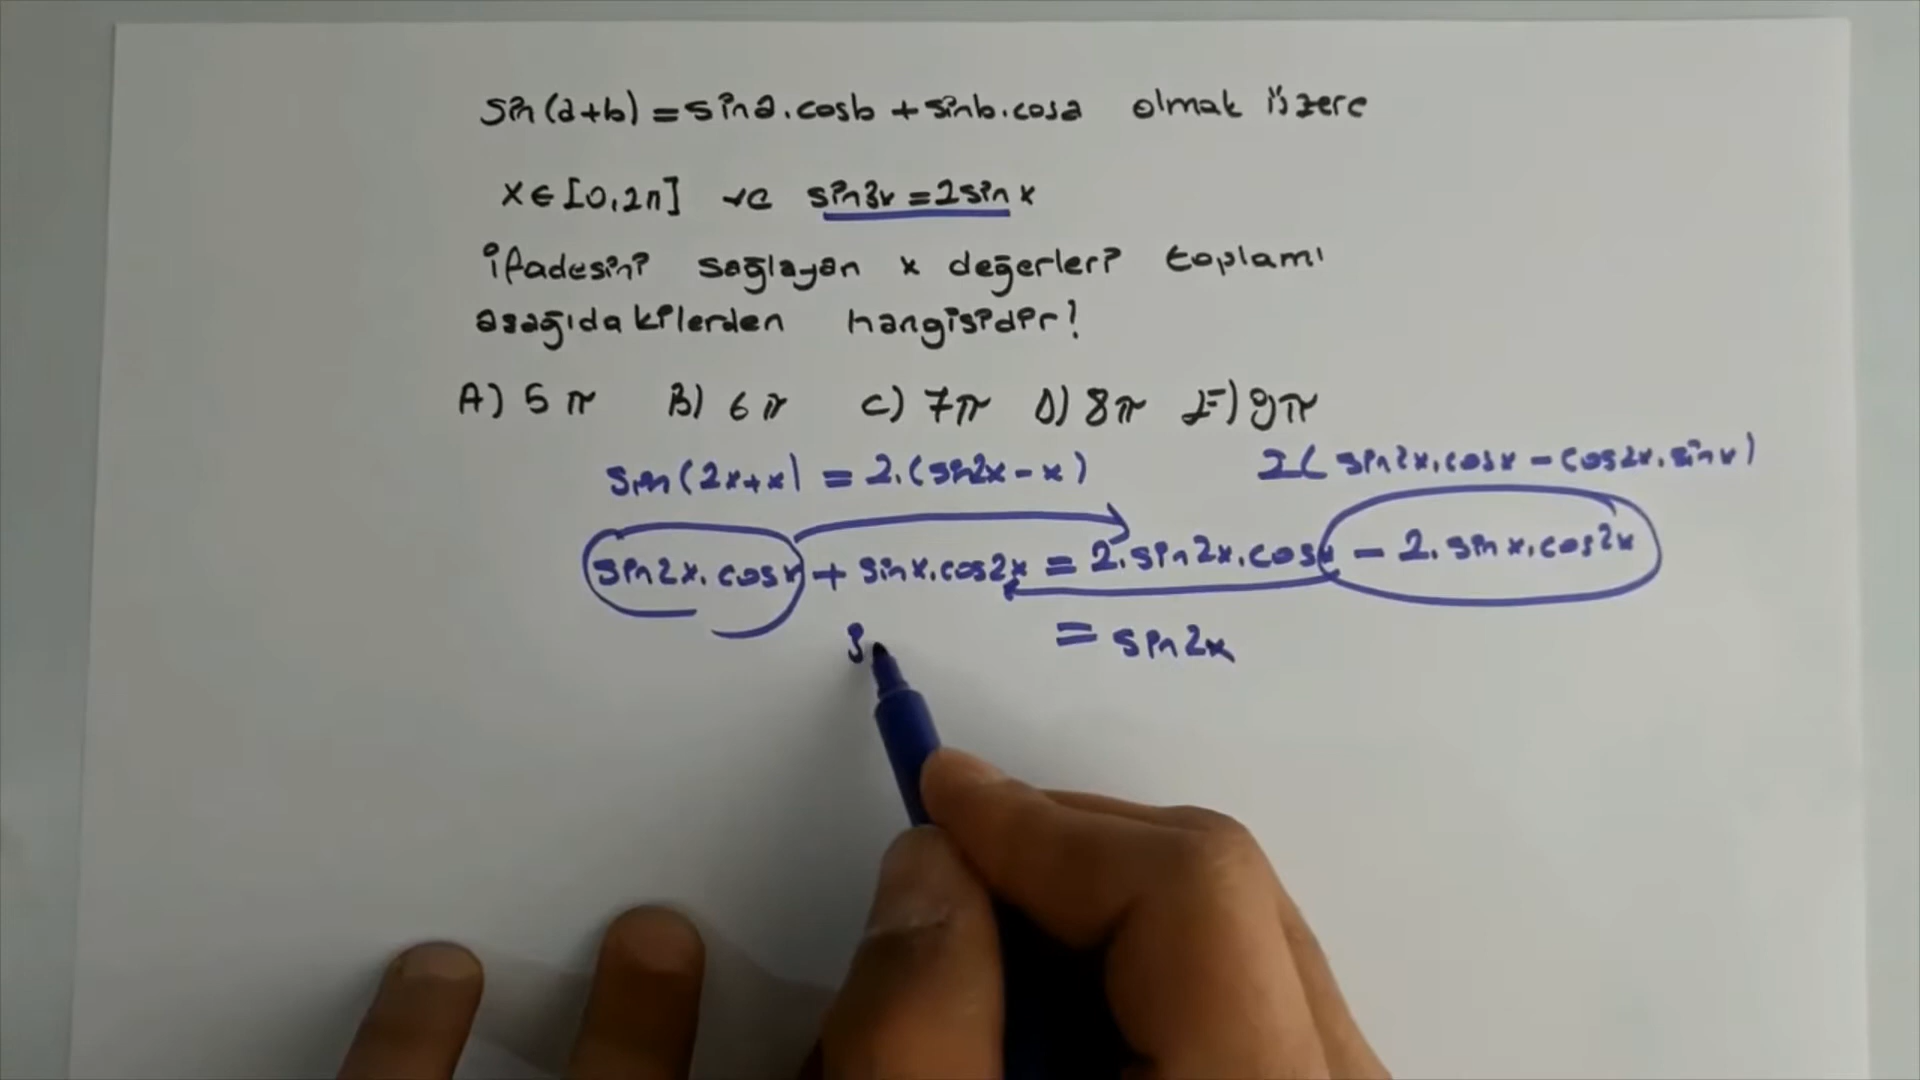 sin(a+b) = sina.cosb + sinb.cosa olmak üzere
x ∈ [0,2π] ve sin3x = 2sinx
ifadesini sağlayan x değerleri toplamı
aşağıdakilerden hangisidir?
A) 5π B) 6π C) 7π D) 8π E) 9π
sin(2x+x) = 2.(sin2x-x) 2(sin2x.cosx - cos2x.sinx)
sin2x.cosx + sinx.cos2x = 2.sin2x.cosx - 2.sinx.cos2x
3 = sin2x